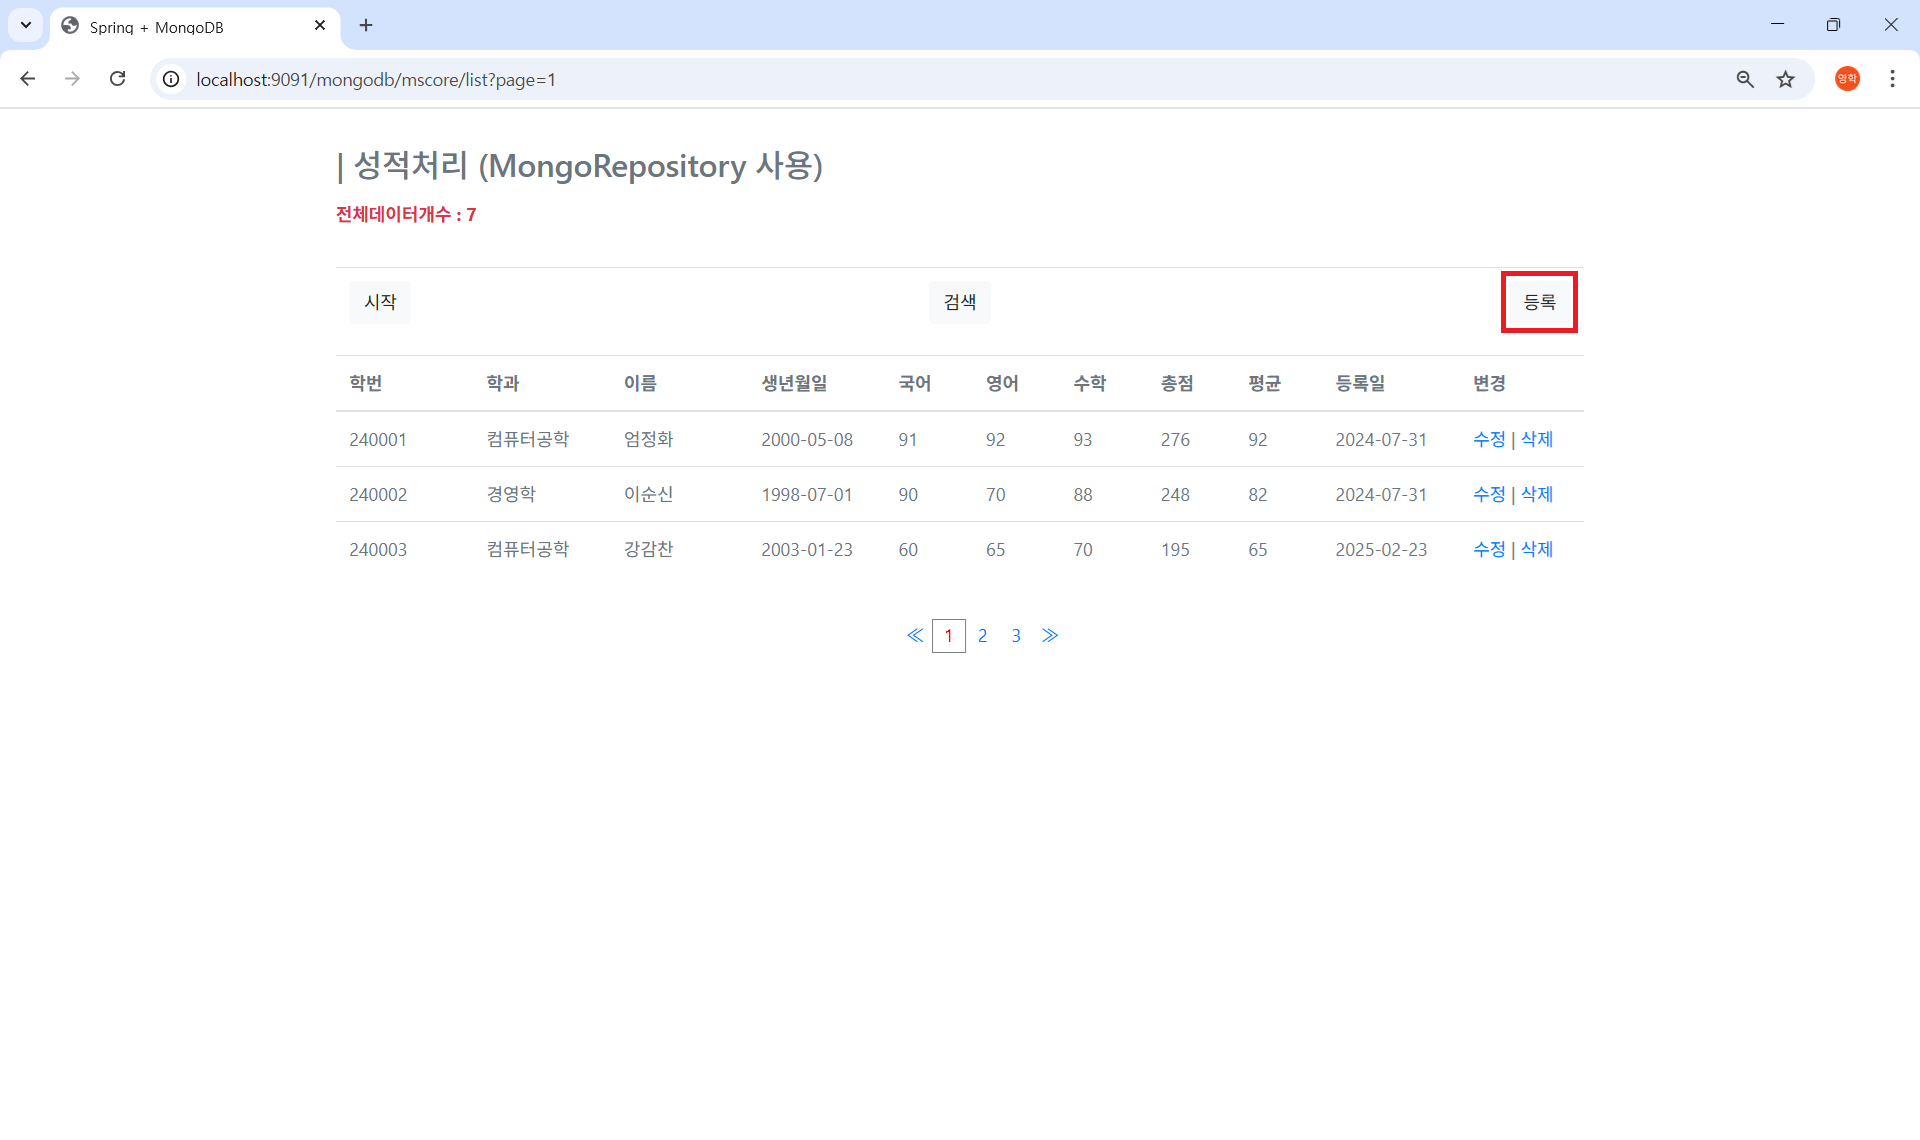 Spring + MongoDB
localhost:9091/mongodb/mscore/list?page=1
영학
| 성적처리 (MongoRepository 사용)
전체데이터개수 : 7
시작 검색 등록
학번 학과 이름 생년월일 국어 영어 수학 총점 평균 등록일 변경
240001 컴퓨터공학 엄정화 2000-05-08 91 92 93 276 92 2024-07-31 수정 | 삭제
240002 경영학 이순신 1998-07-01 90 70 88 248 82 2024-07-31 수정 | 삭제
240003 컴퓨터공학 강감찬 2003-01-23 60 65 70 195 65 2025-02-23 수정 | 삭제
≪ 1 2 3 ≫